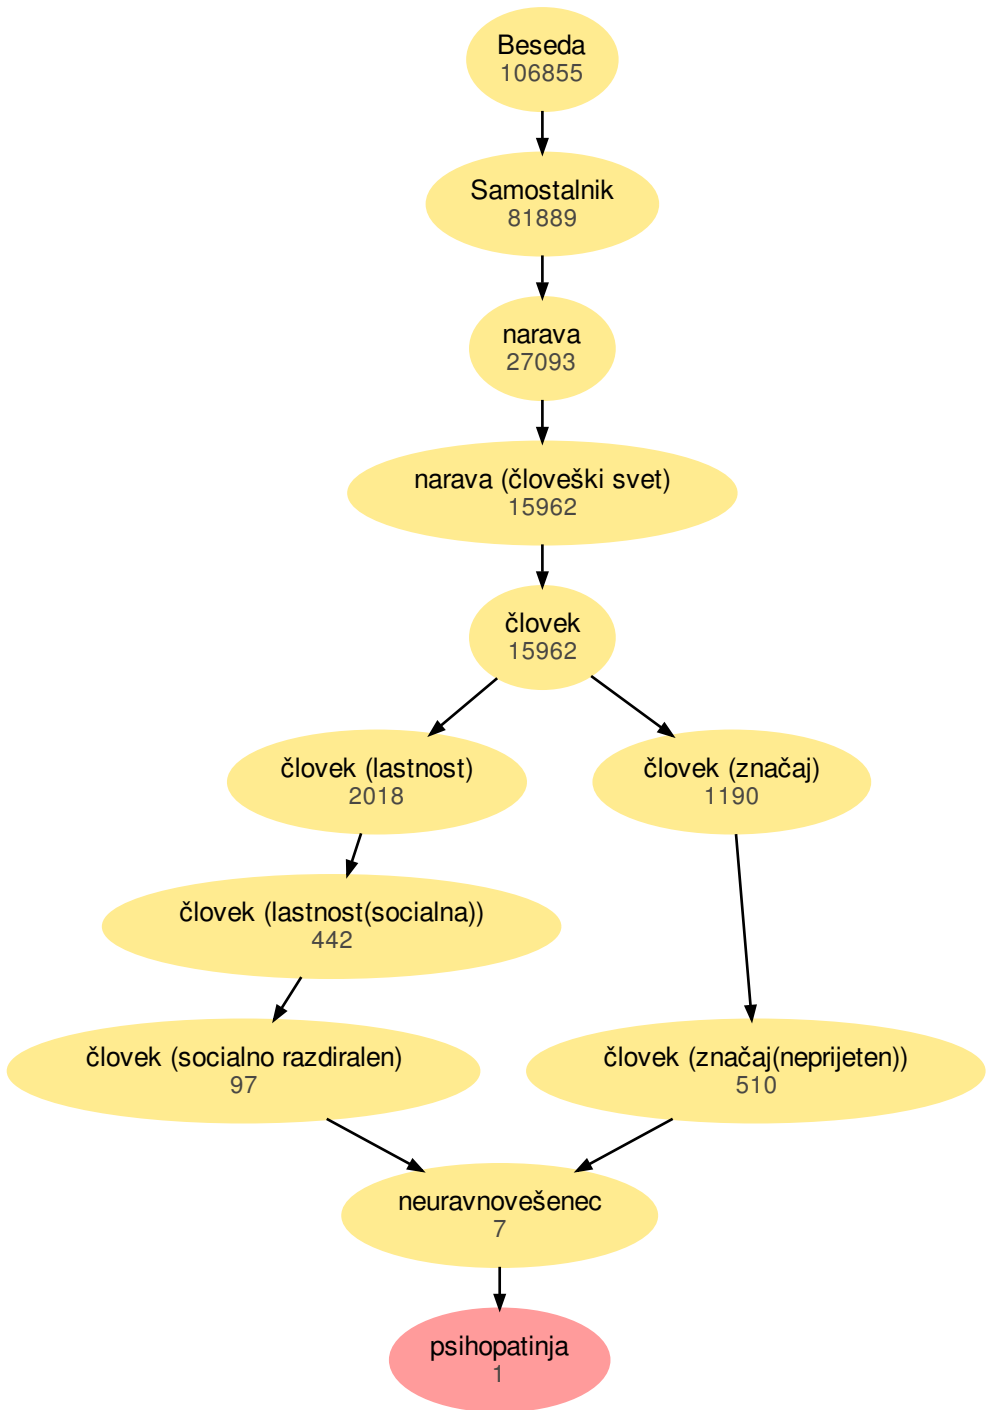 Beseda
106855
Samostalnik
81889
narava
27093
narava (človeški svet)
15962
človek
15962
človek (lastnost)
2018
človek (značaj)
1190
človek (lastnost(socialna))
442
človek (socialno razdiralen)
97
človek (značaj(neprijeten))
510
neuravnovešenec
7
psihopatinja
1